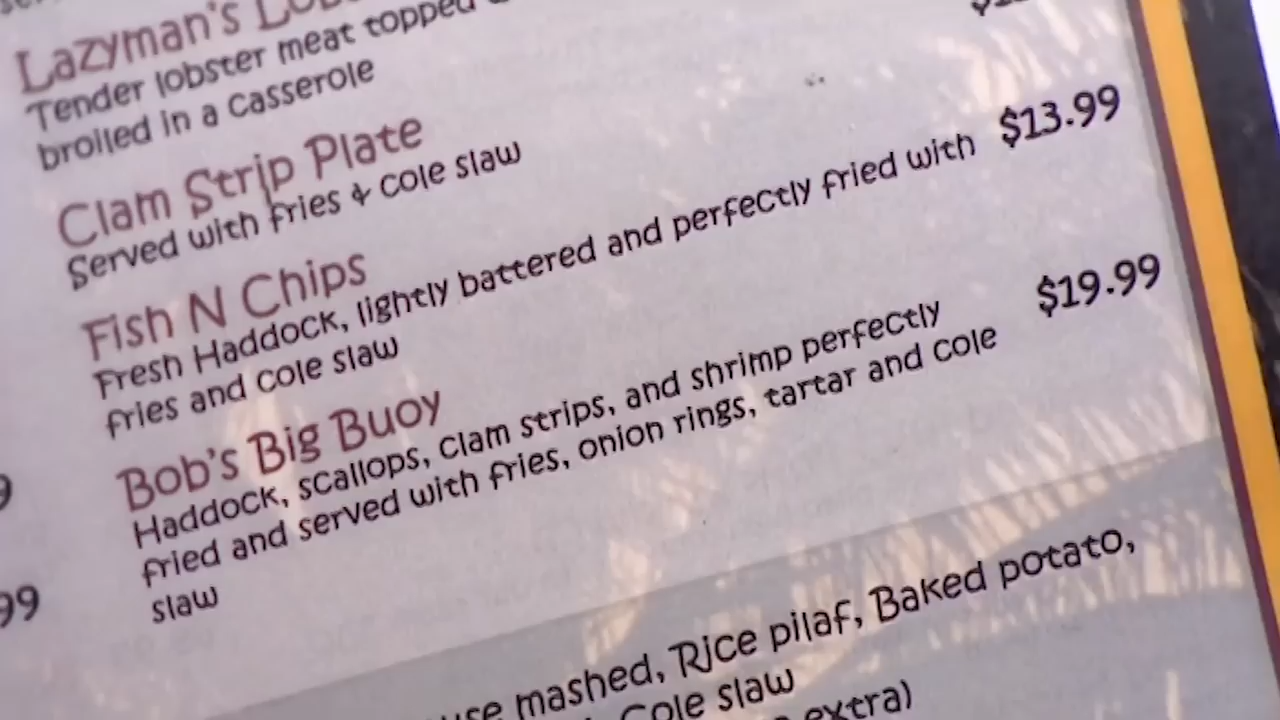 Lazyman's
Tender lobster meat topped
broiled in a casserole
Clam Strip Plate
Served with fries & cole slaw
Fish N Chips $13.99
Fresh Haddock, lightly battered and perfectly fried with
fries and cole slaw
Bob's Big Buoy $19.99
Haddock, scallops, clam strips, and shrimp perfectly
fried and served with fries, onion rings, tartar and cole
slaw
mashed, Rice pilaf, Baked potato,
Cole slaw
extra)